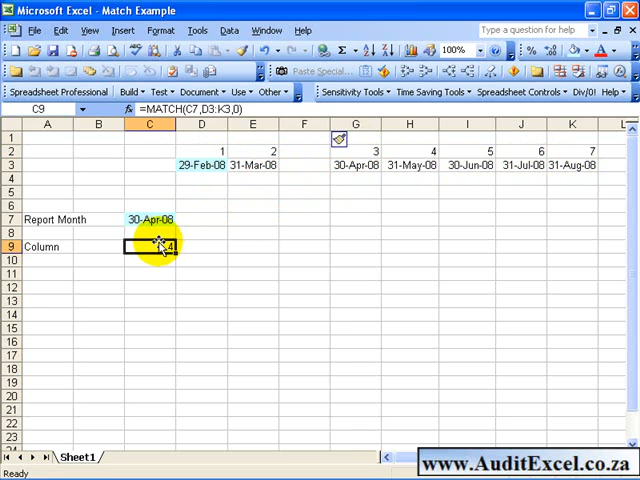 Microsoft Excel - Match Example
File Edit View Insert Format Tools Data Window Type a question for help
Σ 100% %
Paste Special...
Spreadsheet Professional Build Test Document Use Other Sensitivity Tools Time Saving Tools Spreadsheet Controls Div/0!
C9 fx =MATCH(C7,D3:K3,0)
A B C D E F G H I J K L
1
2 1 2 3 4 5 6 7
3 29-Feb-08 31-Mar-08 30-Apr-08 31-May-08 30-Jun-08 31-Jul-08 31-Aug-08
4
5
6
7 Report Month 30-Apr-08
8
9 Column 4
10
11
12
13
14
15
16
17
18
19
20
21
22
23
24
Sheet1
www.AuditExcel.co.za
Ready